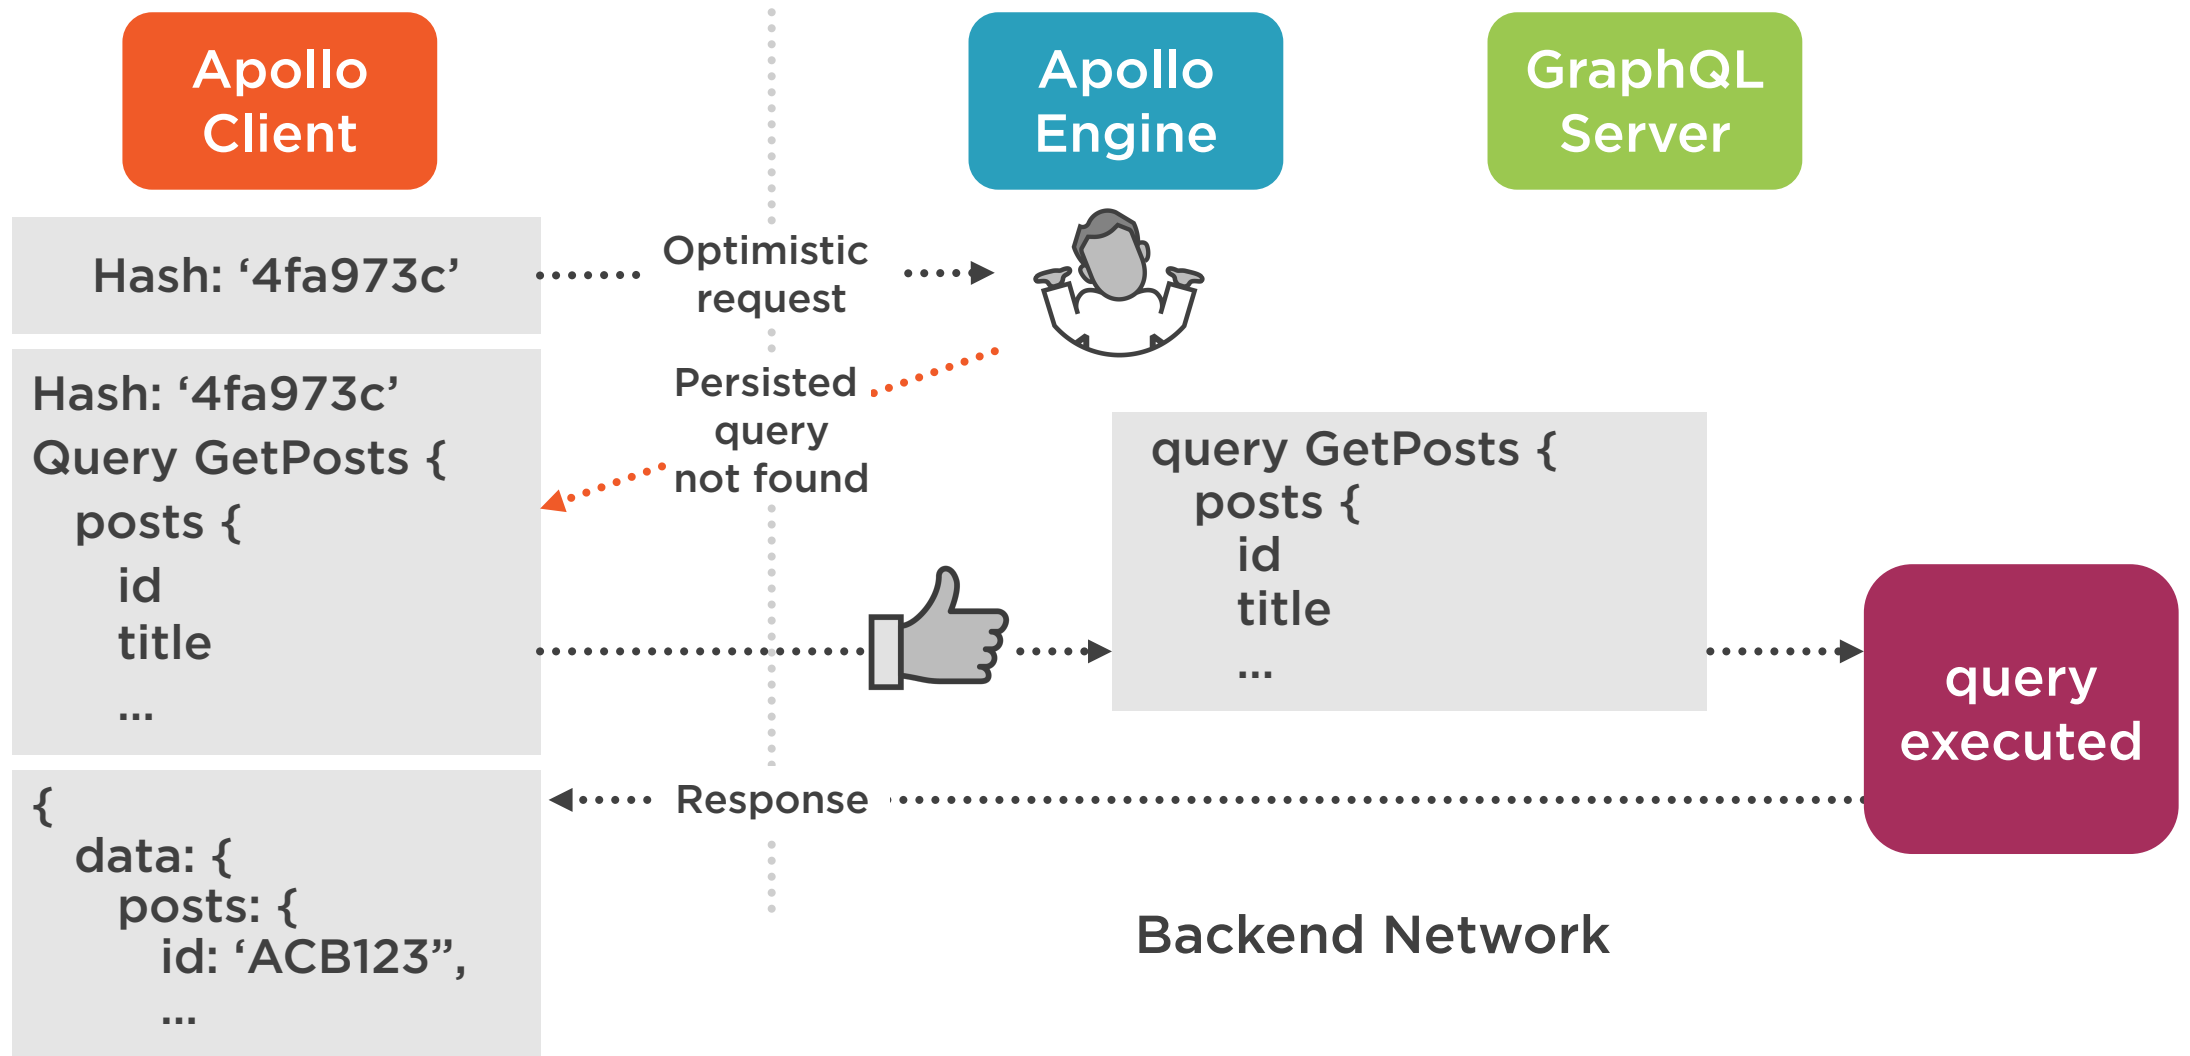 Apollo
Client
Apollo
Engine
GraphQL
Server
Hash: ‘4fa973c’
Optimistic
request
Hash: ‘4fa973c’
Query GetPosts {
posts {
id
title
...
Persisted
query
not found
query GetPosts {
posts {
id
title
...
query
executed
Response
{
data: {
posts: {
id: ‘ACB123”,
...
Backend Network